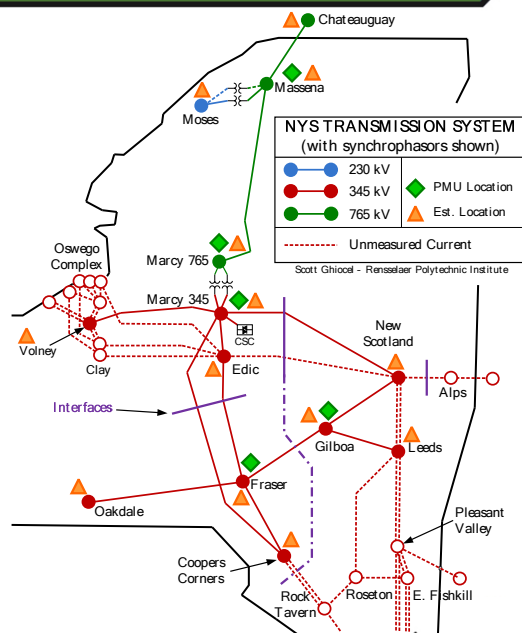 Chateauguay
Massena
Moses
NYS TRANSMISSION SYSTEM
(with synchrophasors shown)
230 kV
345 kV
765 kV
PMU Location
Est. Location
Unmeasured Current
Scott Ghiocel - Rensselaer Polytechnic Institute
Oswego
Complex
Marcy 765
Marcy 345
CSC
Volney
Clay
Edic
New
Scotland
Alps
Interfaces
Gilboa
Leeds
Fraser
Oakdale
Pleasant
Valley
Coopers
Corners
Rock
Tavern
Roseton
E. Fishkill